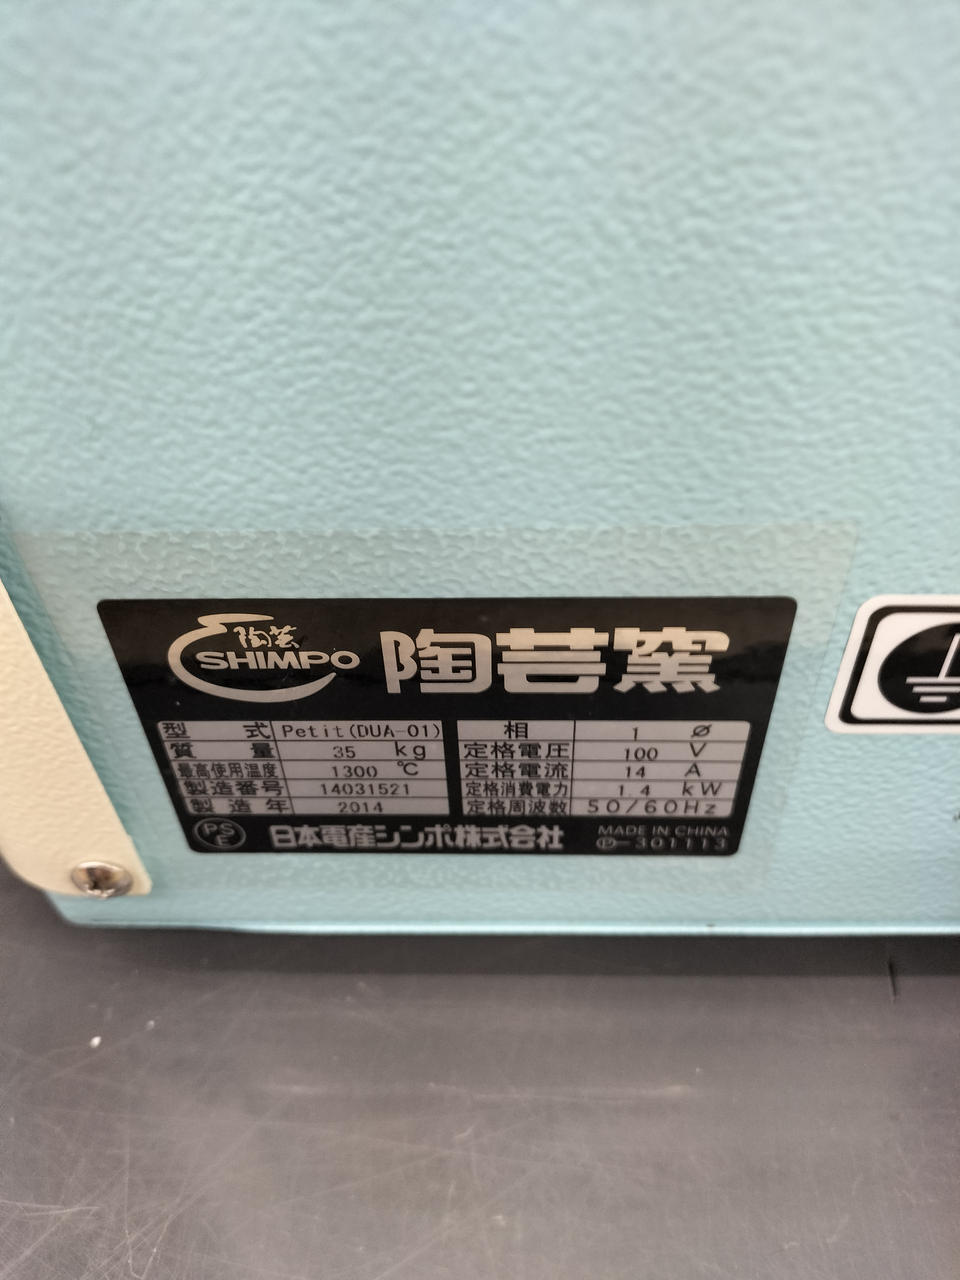 陶芸
SHIMPO
陶芸窯
型 式 Petit(DUA-01)
質 量 35 kg
最高使用温度 1300 ℃
製造番号 14031521
製造年 2014
相 1 Ø
定格電圧 100 V
定格電流 14 A
定格消費電力 1.4 kW
定格周波数 50/60Hz
PS
E
日本電産シンポ株式会社
MADE IN CHINA
Ⓟ-301113